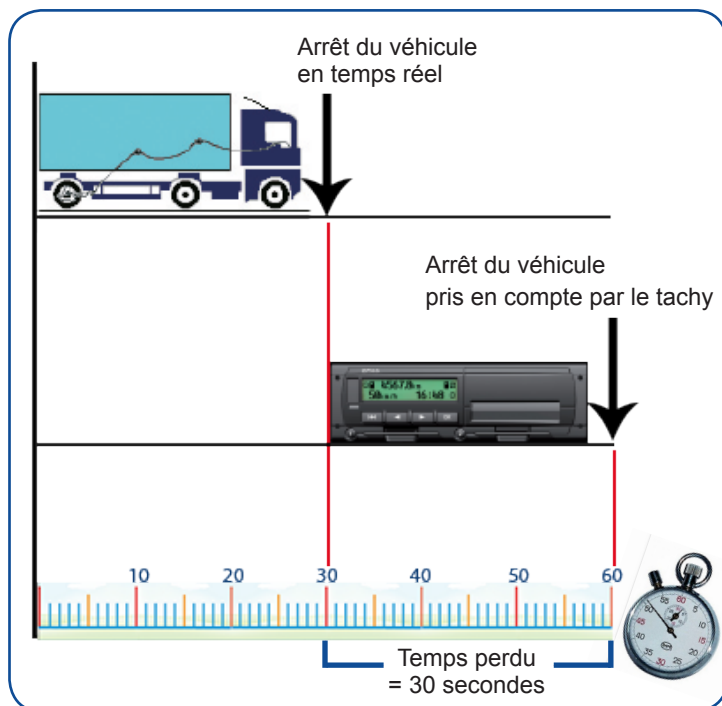 Arrêt du véhicule
en temps réel
Arrêt du véhicule
pris en compte par le tachy
10 20 30 40 50 60
Temps perdu
= 30 secondes